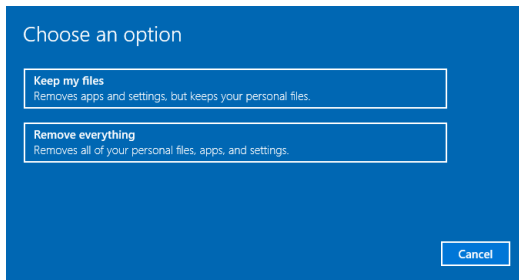 Choose an option
Keep my files
Removes apps and settings, but keeps your personal files.
Remove everything
Removes all of your personal files, apps, and settings.
Cancel